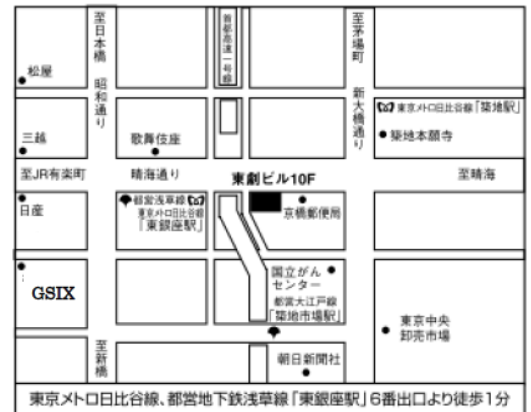 至日本橋
昭和通り
首都高速一号線
至茅場町
新大橋通り
松屋
東京メトロ日比谷線「築地駅」
三越
歌舞伎座
築地本願寺
至JR有楽町
晴海通り
東劇ビル10F
至晴海
日産
都営浅草線
東京メトロ日比谷線
「東銀座駅」
京橋郵便局
GSIX
国立がん
センター
都営大江戸線
「築地市場駅」
東京中央
卸売市場
至新橋
朝日新聞社
東京メトロ日比谷線、都営地下鉄浅草線「東銀座駅」6番出口より徒歩1分